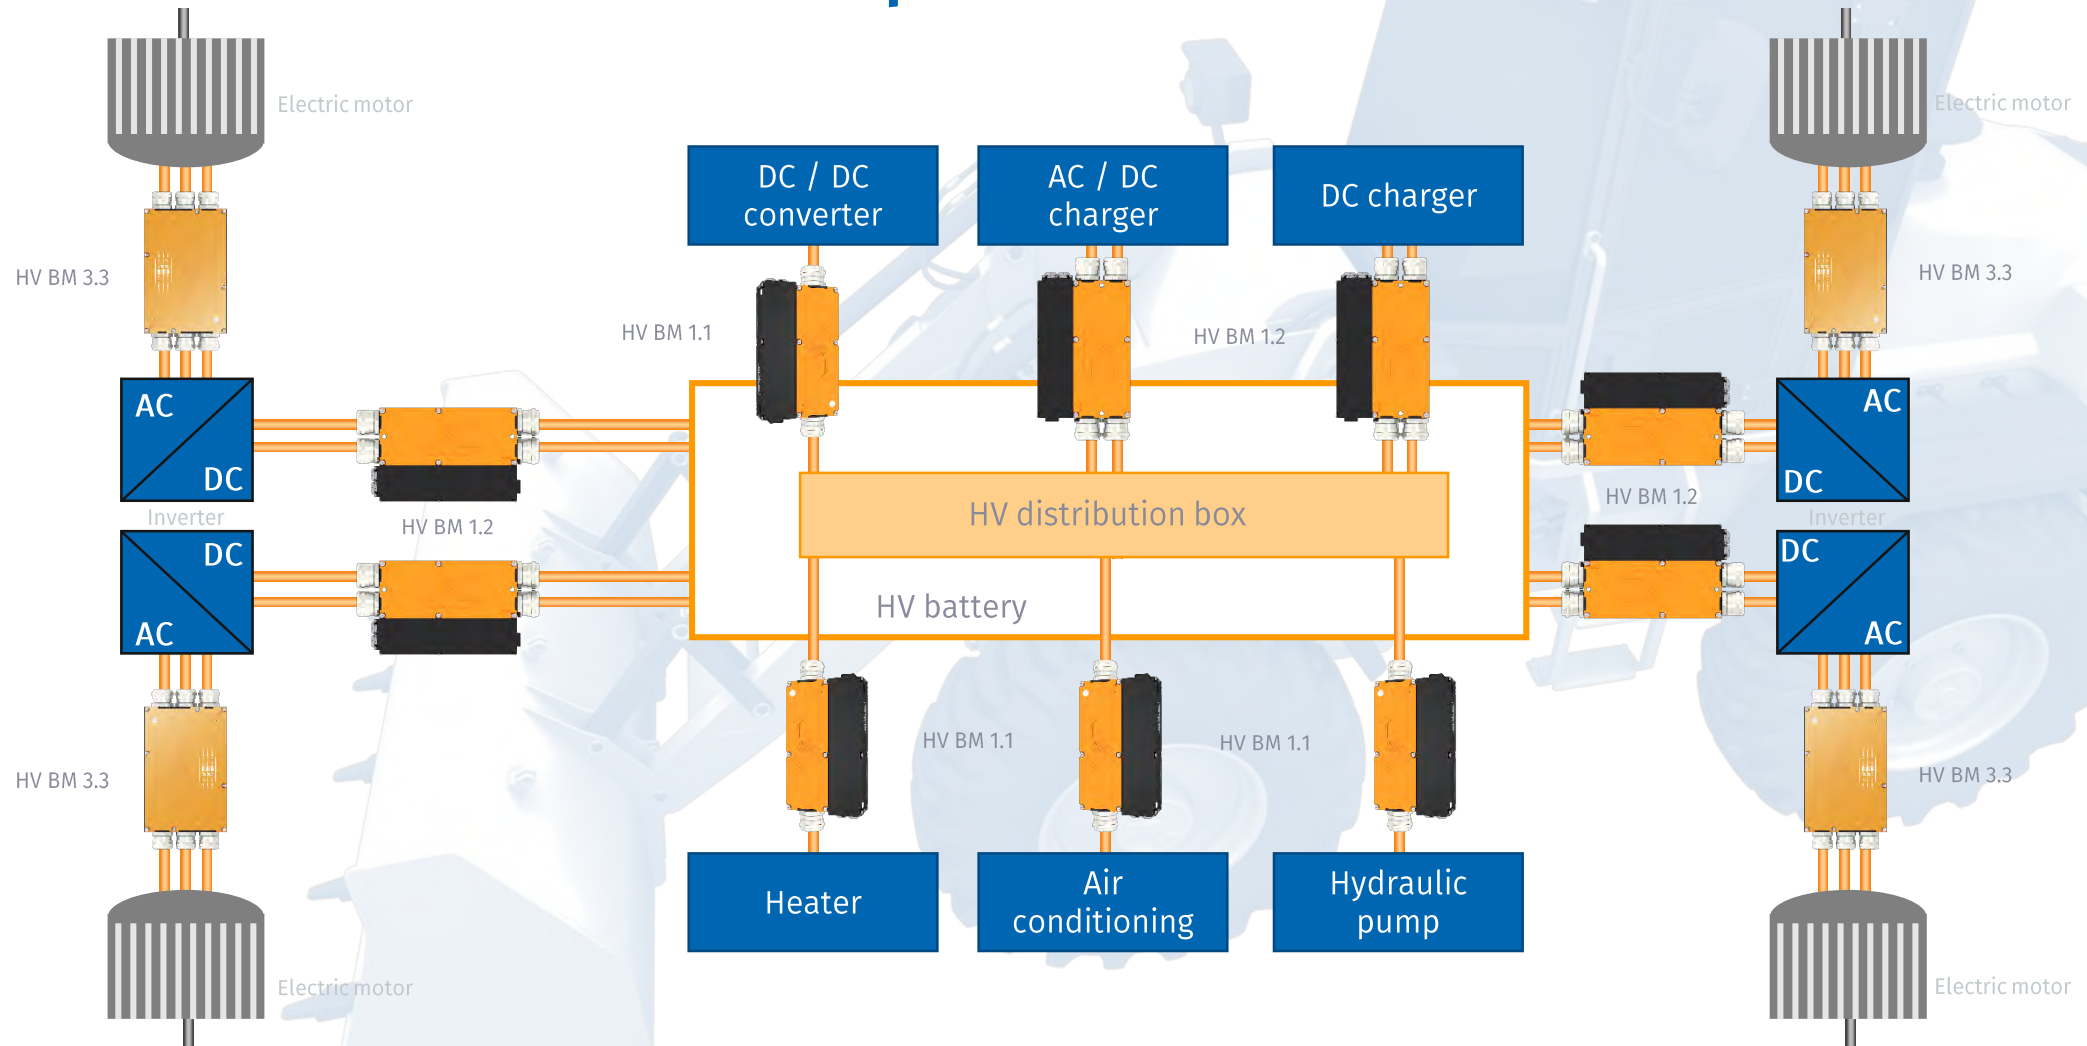 Electric motor
Electric motor
DC / DC
converter
AC / DC
charger
DC charger
HV BM 3.3
HV BM 3.3
HV BM 1.1
HV BM 1.2
AC
DC
AC
DC
HV BM 1.2
HV BM 1.2
Inverter
HV distribution box
Inverter
DC
AC
DC
AC
HV battery
HV BM 3.3
HV BM 1.1
HV BM 1.1
HV BM 3.3
Heater
Air
conditioning
Hydraulic
pump
Electric motor
Electric motor